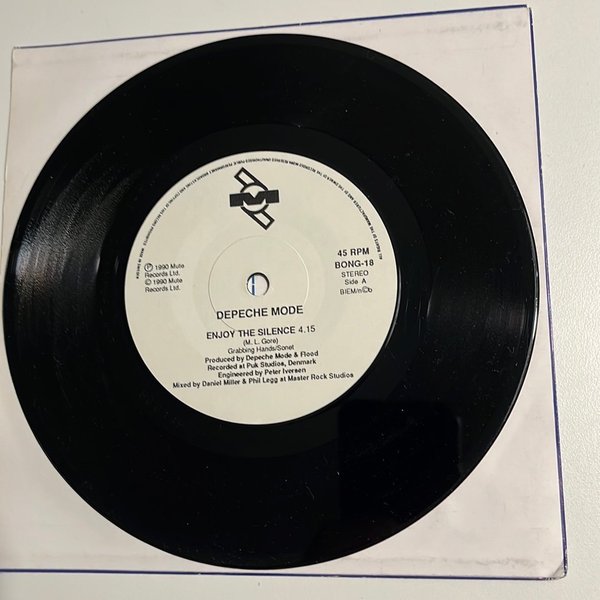 45 RPM
BONG-18
STEREO
Side A
BIEM/n©b
Ⓟ 1990 Mute
Records Ltd.
© 1990 Mute
Records Ltd.
DEPECHE MODE
ENJOY THE SILENCE 4.15
(M. L. Gore)
Grabbing Hands/Sonet
Produced by Depeche Mode & Flood
Recorded at Puk Studios, Denmark
Engineered by Peter Iversen
Mixed by Daniel Miller & Phil Legg at Master Rock Studios